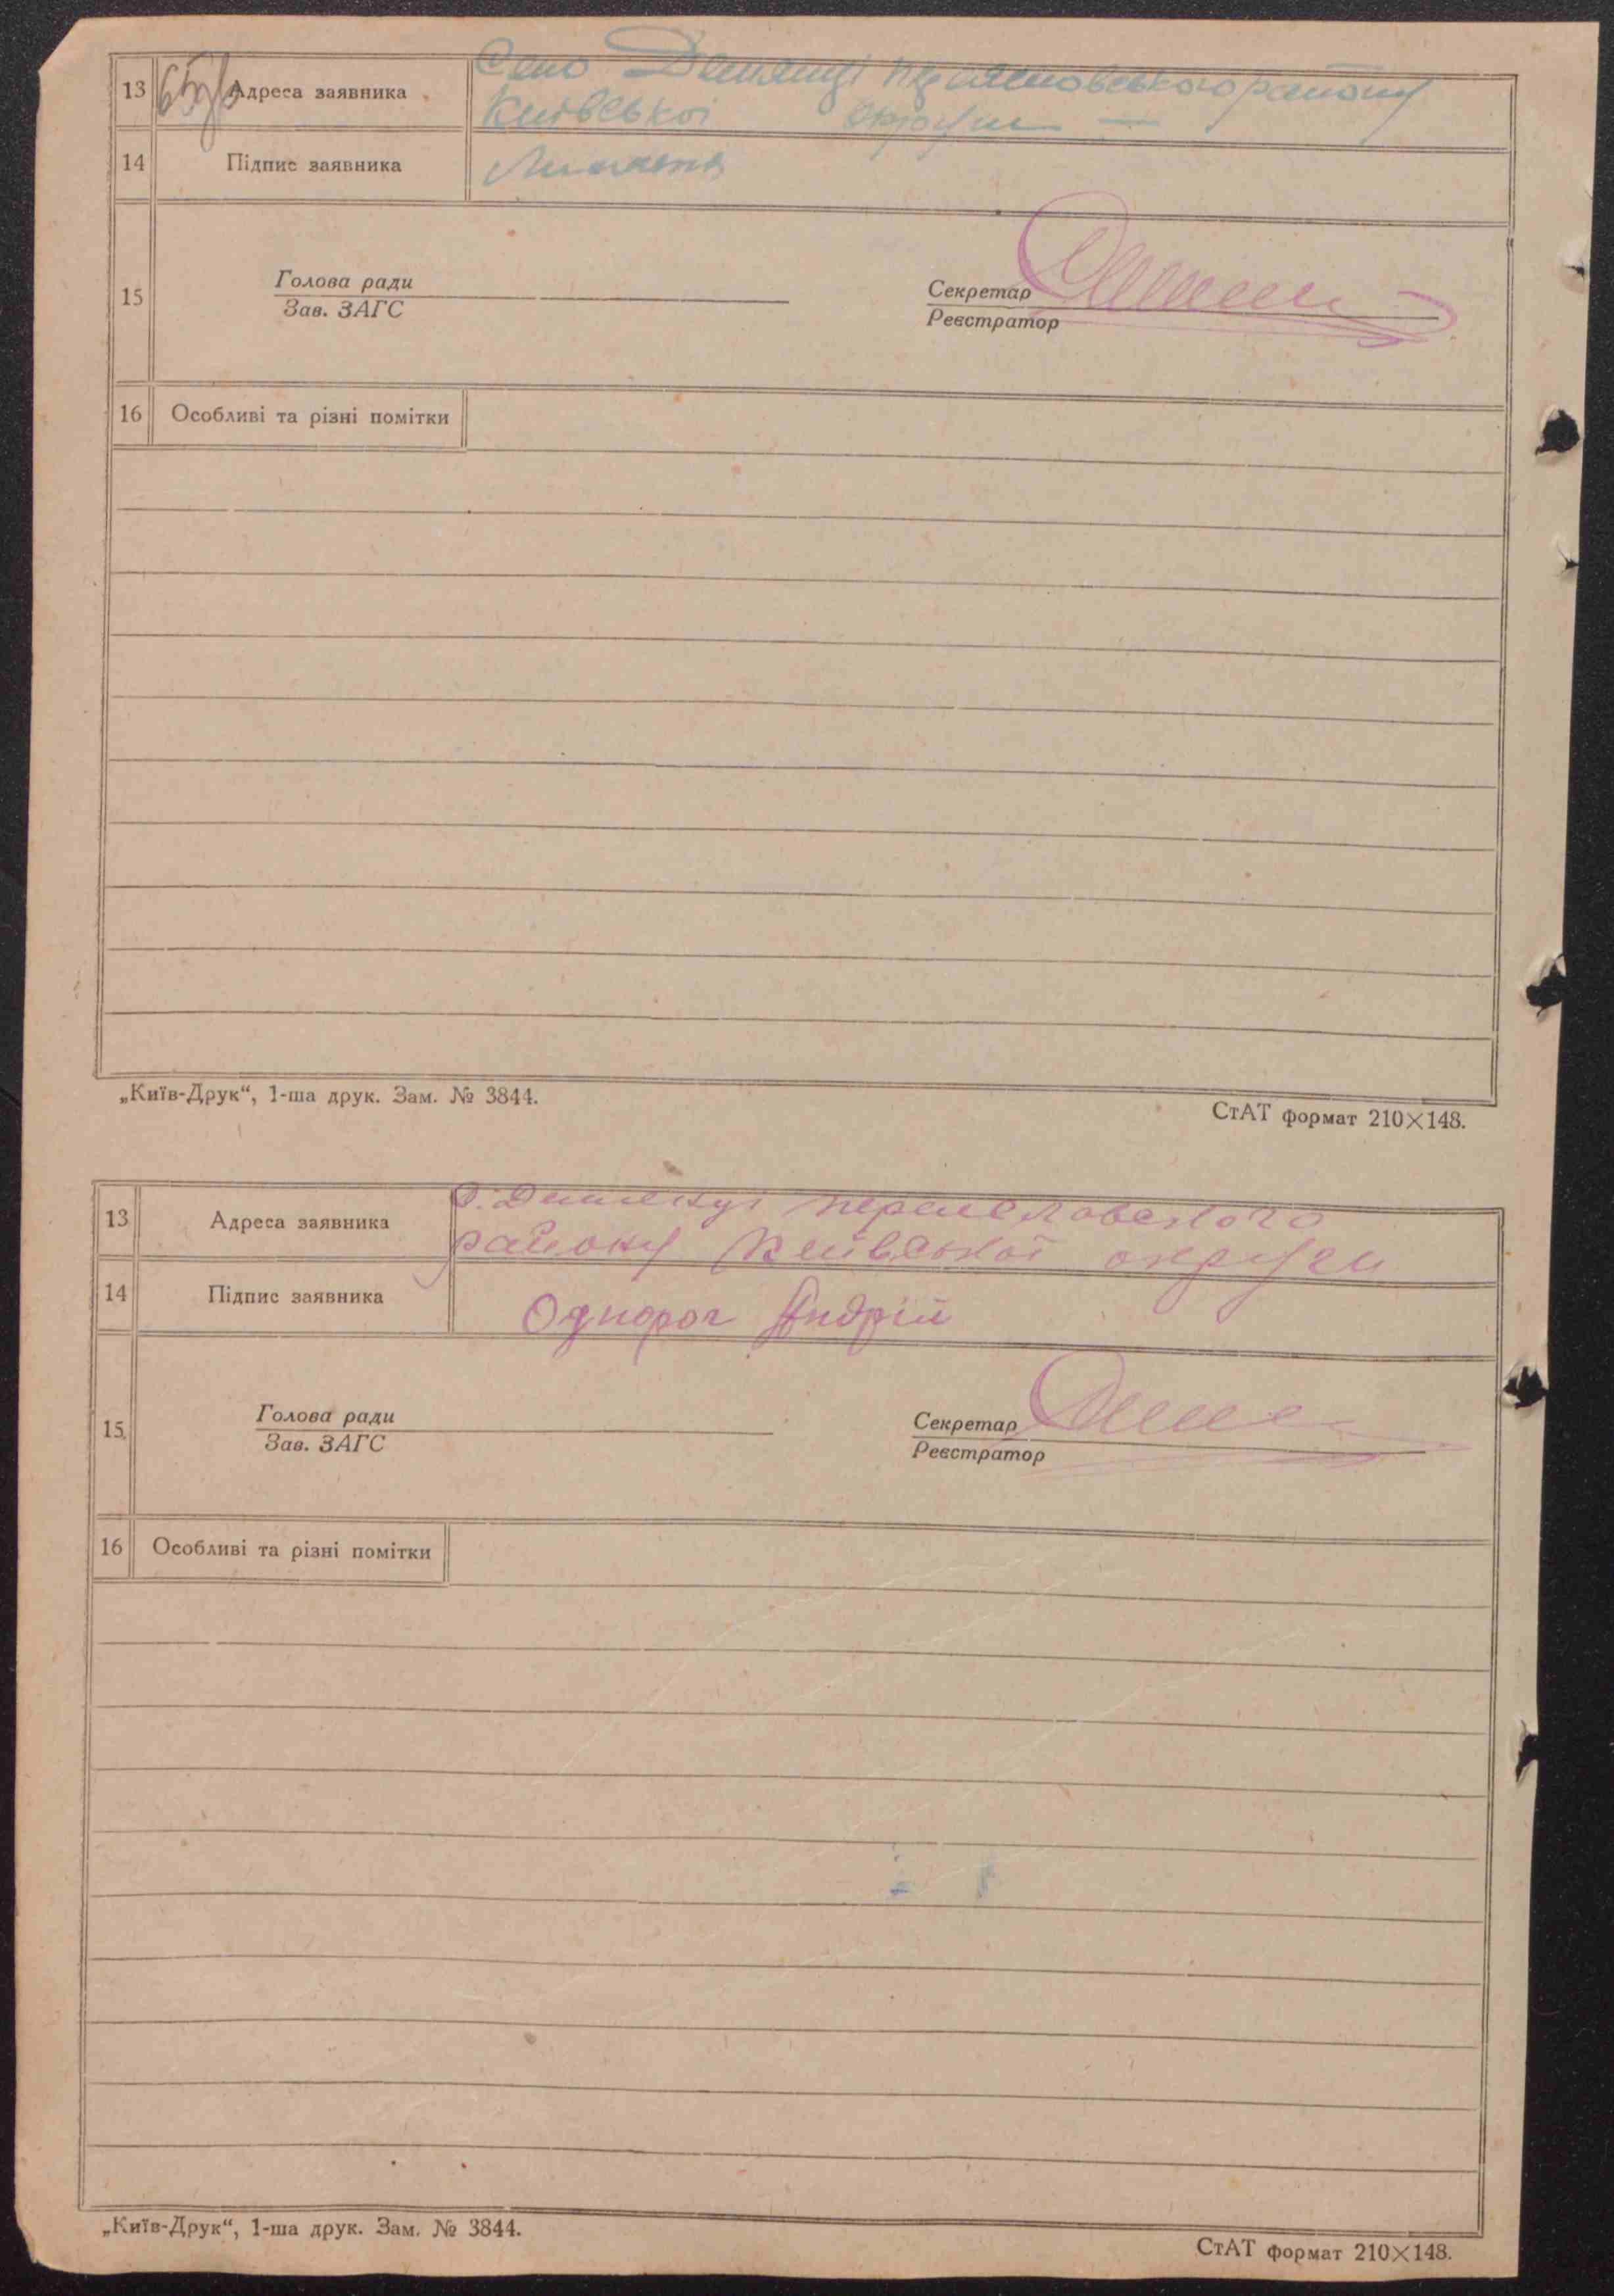 13 Адреса заявника Село Демянці Переяславського району
Київської округи —
14 Підпис заявника
15 Голова ради Секретар
Зав. ЗАГС Реєстратор
16 Особливі та різні помітки
„Київ-Друк“, 1-ша друк. Зам. № 3844.
СтАТ формат 210×148.
13 Адреса заявника с. Демянці Переяславського
району Київської округи
14 Підпис заявника Однорог Андрій
15 Голова ради Секретар
Зав. ЗАГС Реєстратор
16 Особливі та різні помітки
„Київ-Друк“, 1-ша друк. Зам. № 3844.
СтАТ формат 210×148.